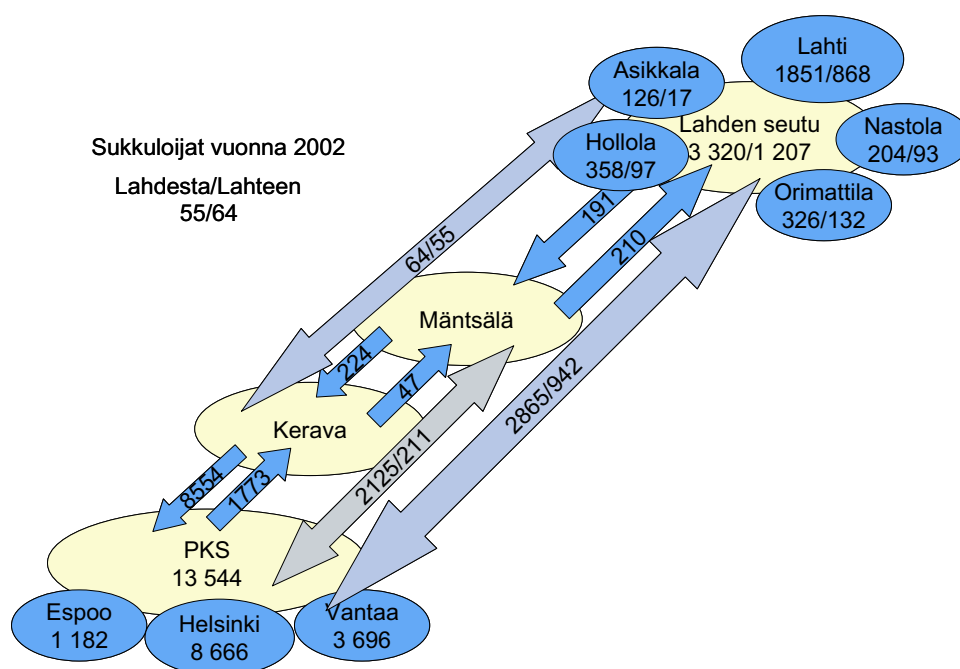 Sukkuloijat vuonna 2002
Lahdesta/Lahteen
55/64
Lahti
1851/868
Asikkala
126/17
Lahden seutu
3 320/1 207
Nastola
204/93
Hollola
358/97
Orimattila
326/132
191
210
64/55
Mäntsälä
224
47
2865/942
Kerava
2125/211
8554
1773
PKS
13 544
Espoo
1 182
Helsinki
8 666
Vantaa
3 696